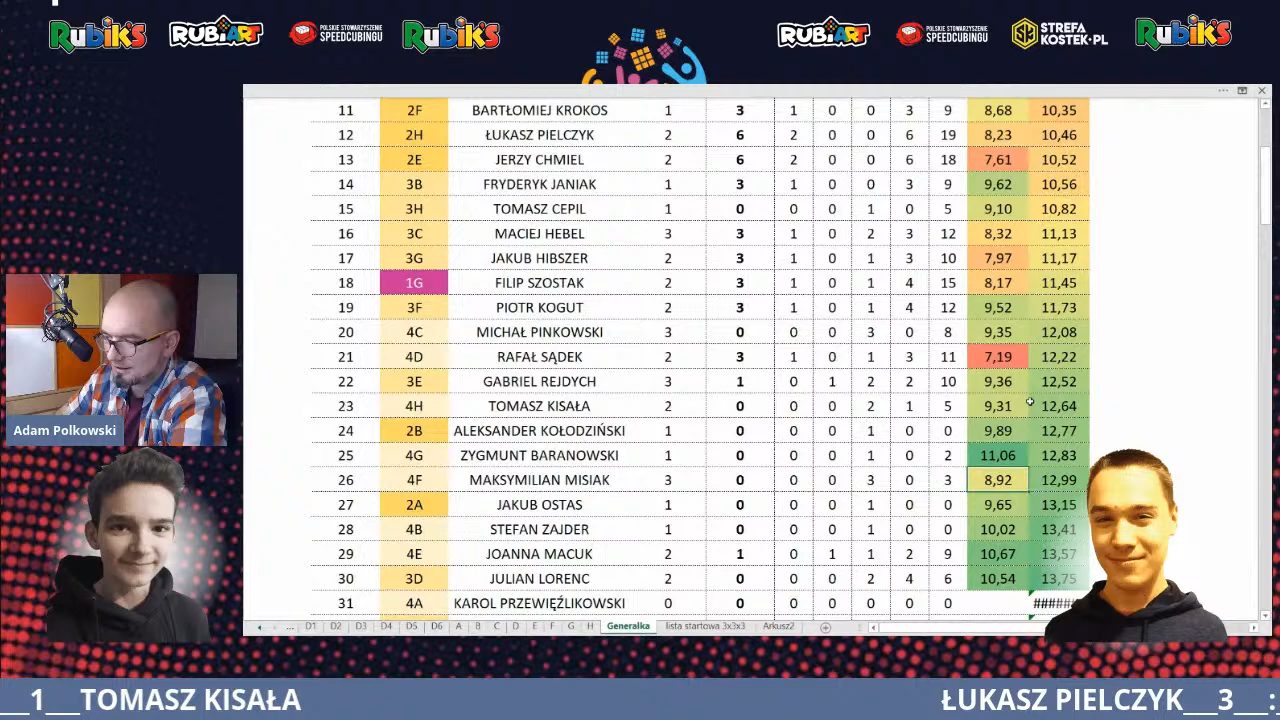 RUBIK'S RUBiART POLSKIE STOWARZYSZENIE SPEEDCUBINGU RUBIK'S RUBiART POLSKIE STOWARZYSZENIE SPEEDCUBINGU STREFA KOSTEK.PL RUBIK'S
11 2F BARTŁOMIEJ KROKOS 1 3 1 0 0 3 9 8,68 10,35
12 2H ŁUKASZ PIELCZYK 2 6 2 0 0 6 19 8,23 10,46
13 2E JERZY CHMIEL 2 6 2 0 0 6 18 7,61 10,52
14 3B FRYDERYK JANIAK 1 3 1 0 0 3 9 9,62 10,56
15 3H TOMASZ CEPIL 1 0 0 0 1 0 5 9,10 10,82
16 3C MACIEJ HEBEL 3 3 1 0 2 3 12 8,32 11,13
17 3G JAKUB HIBSZER 2 3 1 0 1 3 10 7,97 11,17
18 1G FILIP SZOSTAK 2 3 1 0 1 4 15 8,17 11,45
19 3F PIOTR KOGUT 2 3 1 0 1 4 12 9,52 11,73
20 4C MICHAŁ PINKOWSKI 3 0 0 0 3 0 8 9,35 12,08
21 4D RAFAŁ SĄDEK 2 3 1 0 1 3 11 7,19 12,22
22 3E GABRIEL REJDYCH 3 1 0 1 2 2 10 9,36 12,52
23 4H TOMASZ KISAŁA 2 0 0 0 2 1 5 9,31 12,64
24 2B ALEKSANDER KOŁODZIŃSKI 1 0 0 0 1 0 0 9,89 12,77
25 4G ZYGMUNT BARANOWSKI 1 0 0 0 1 0 2 11,06 12,83
26 4F MAKSYMILIAN MISIAK 3 0 0 0 3 0 3 8,92 12,99
27 2A JAKUB OSTAS 1 0 0 0 1 0 0 9,65 13,15
28 4B STEFAN ZAJDER 1 0 0 0 1 0 0 10,02 13,41
29 4E JOANNA MACUK 2 1 0 1 1 2 9 10,67 13,57
30 3D JULIAN LORENC 2 0 0 0 2 4 6 10,54 13,75
31 4A KAROL PRZEWIĘŹLIKOWSKI 0 0 0 0 0 0 0 ######
... D1 D2 D3 D4 D5 D6 A B C D E F G H Generalka lista startowa 3x3x3 Arkusz2
Adam Polkowski
__1___TOMASZ KISAŁA
ŁUKASZ PIELCZYK___3___: